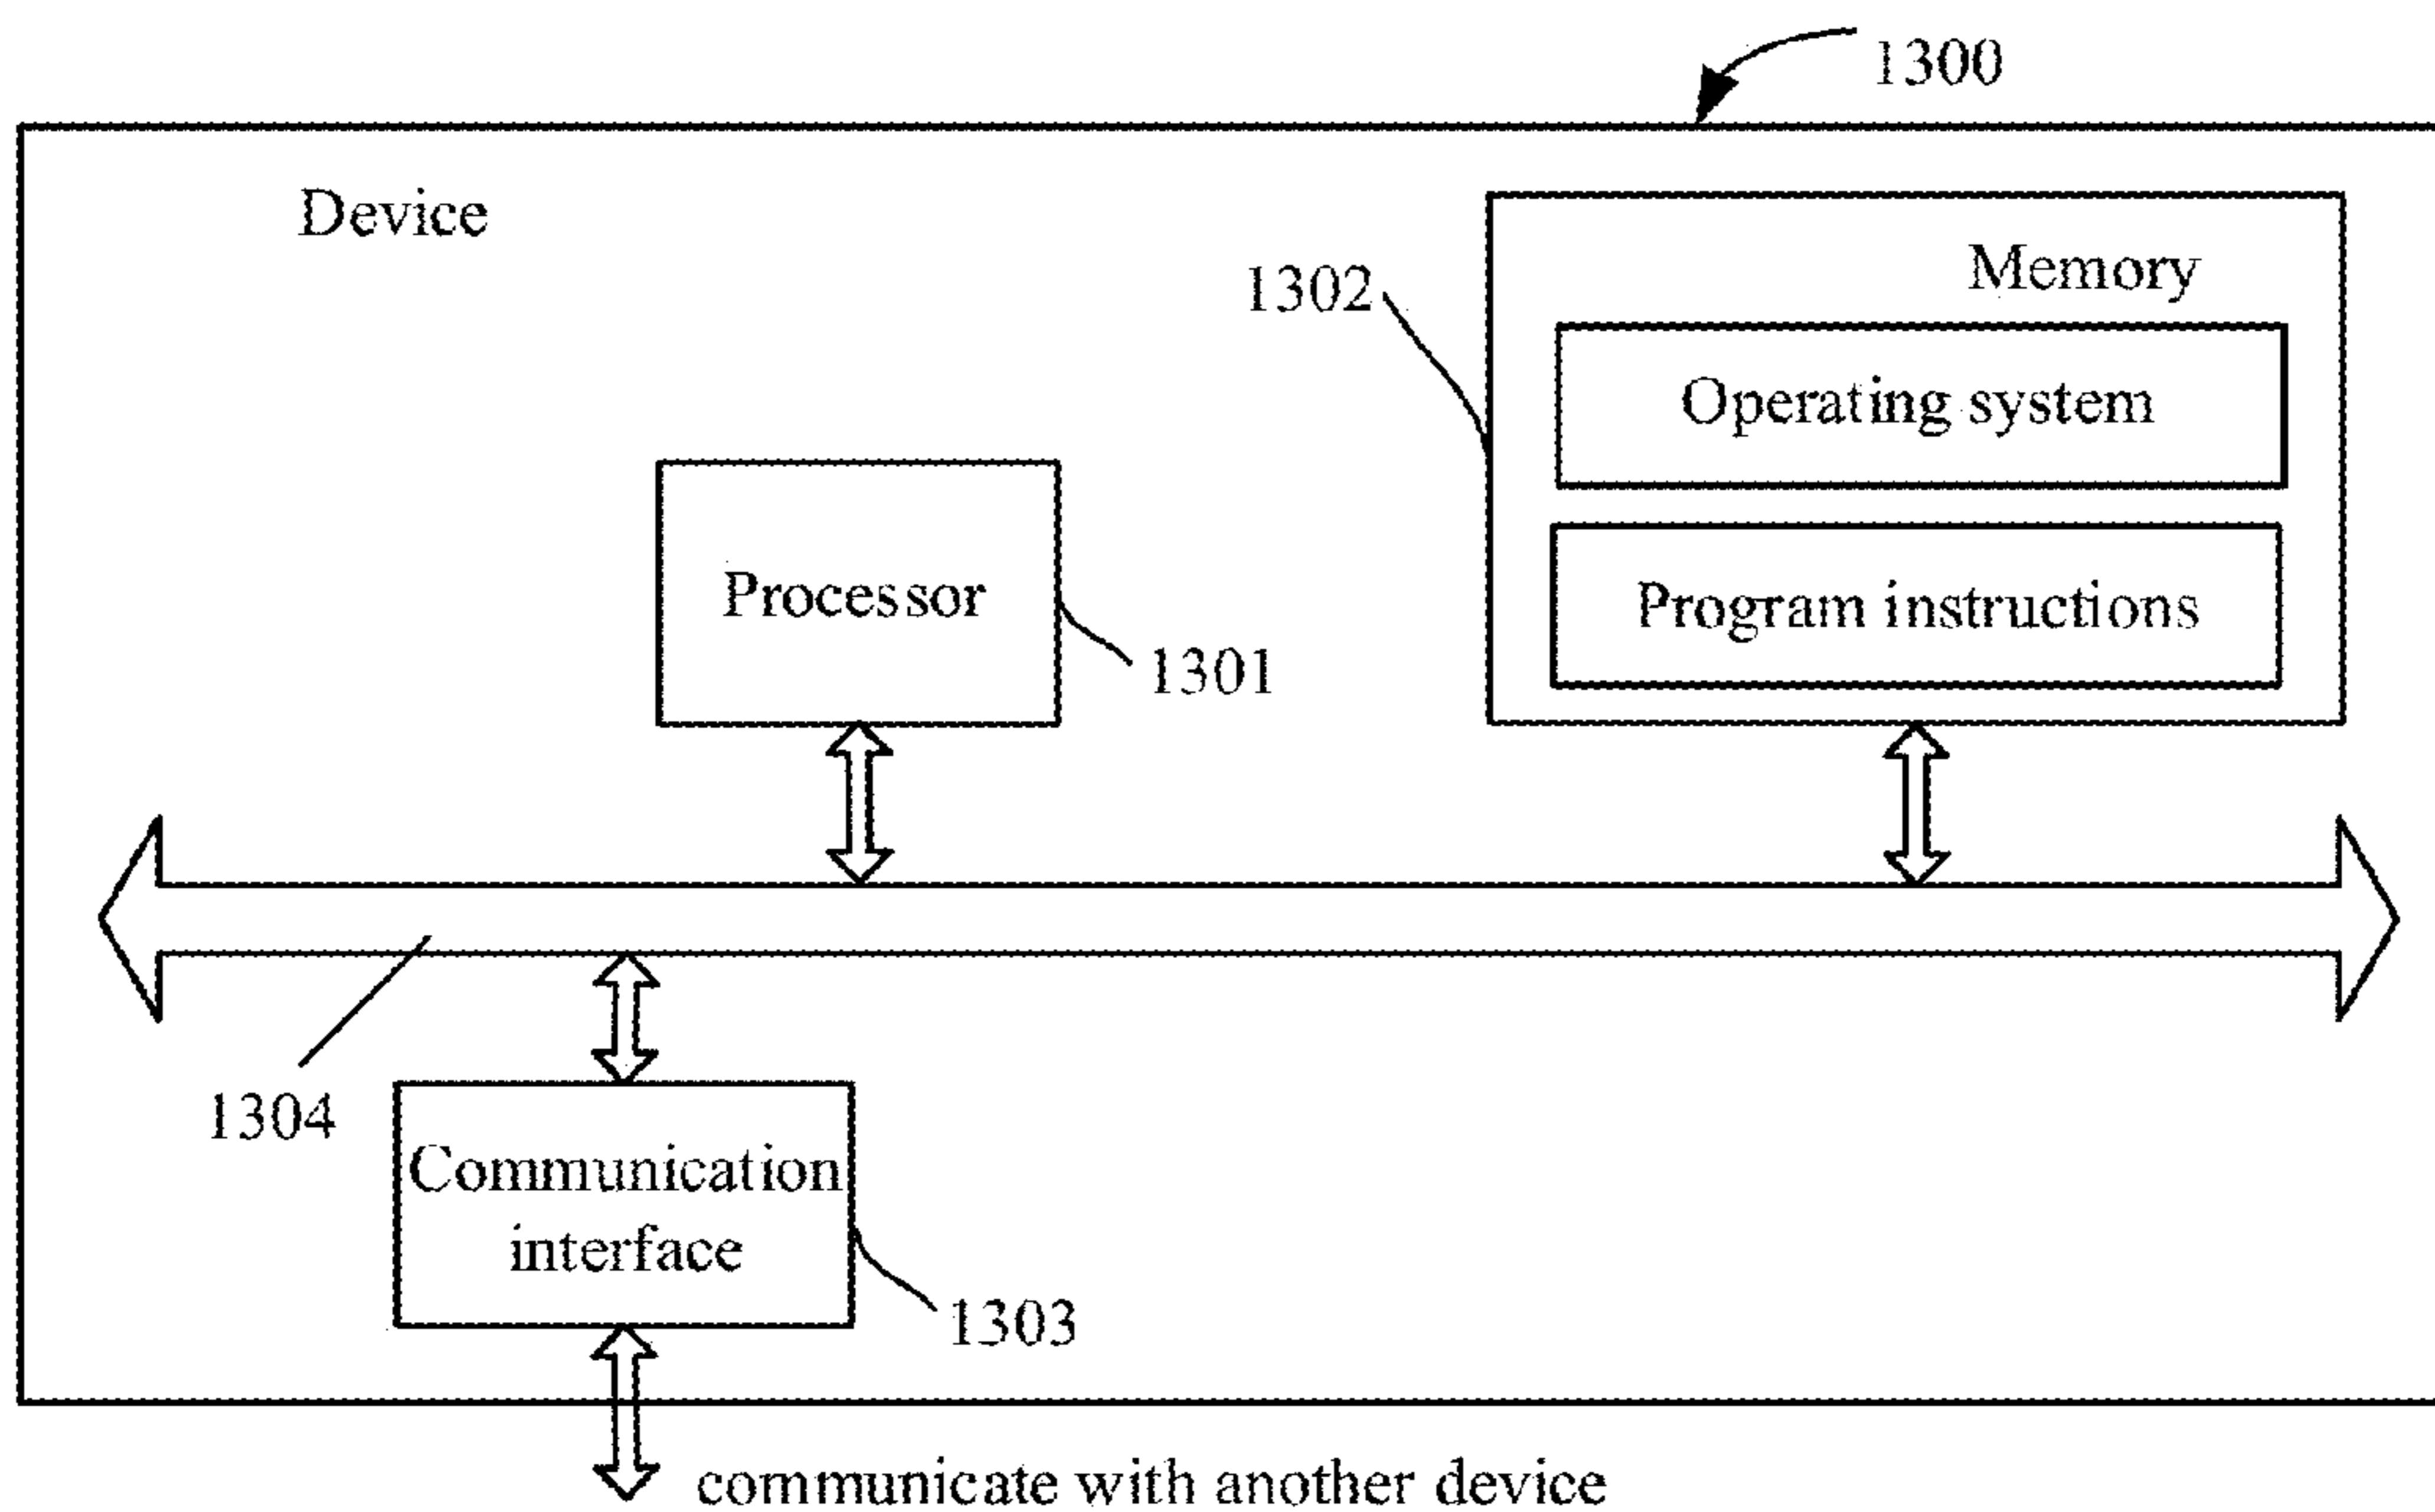 1300
Device
Memory
1302
Operating system
Processor
Program instructions
1301
1304
Communication
interface
1303
communicate with another device